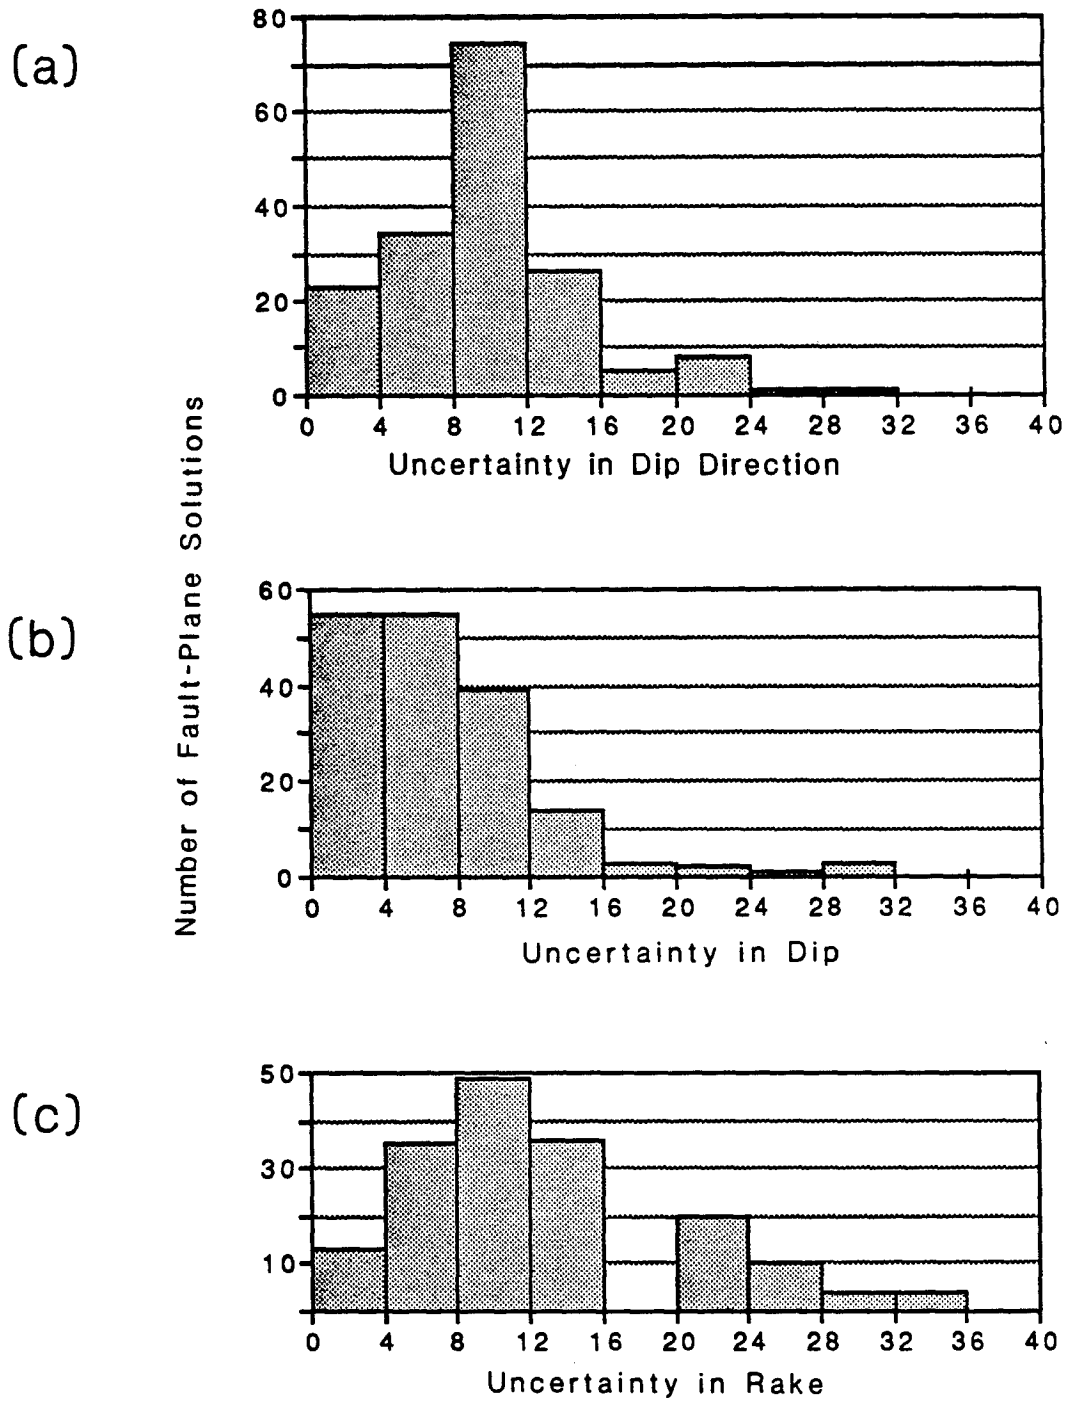 (a)
80
60
40
20
0
0 4 8 12 16 20 24 28 32 36 40
Uncertainty in Dip Direction
Number of Fault-Plane Solutions
(b)
60
40
20
0
0 4 8 12 16 20 24 28 32 36 40
Uncertainty in Dip
(c)
50
30
10
0 4 8 12 16 20 24 28 32 36 40
Uncertainty in Rake